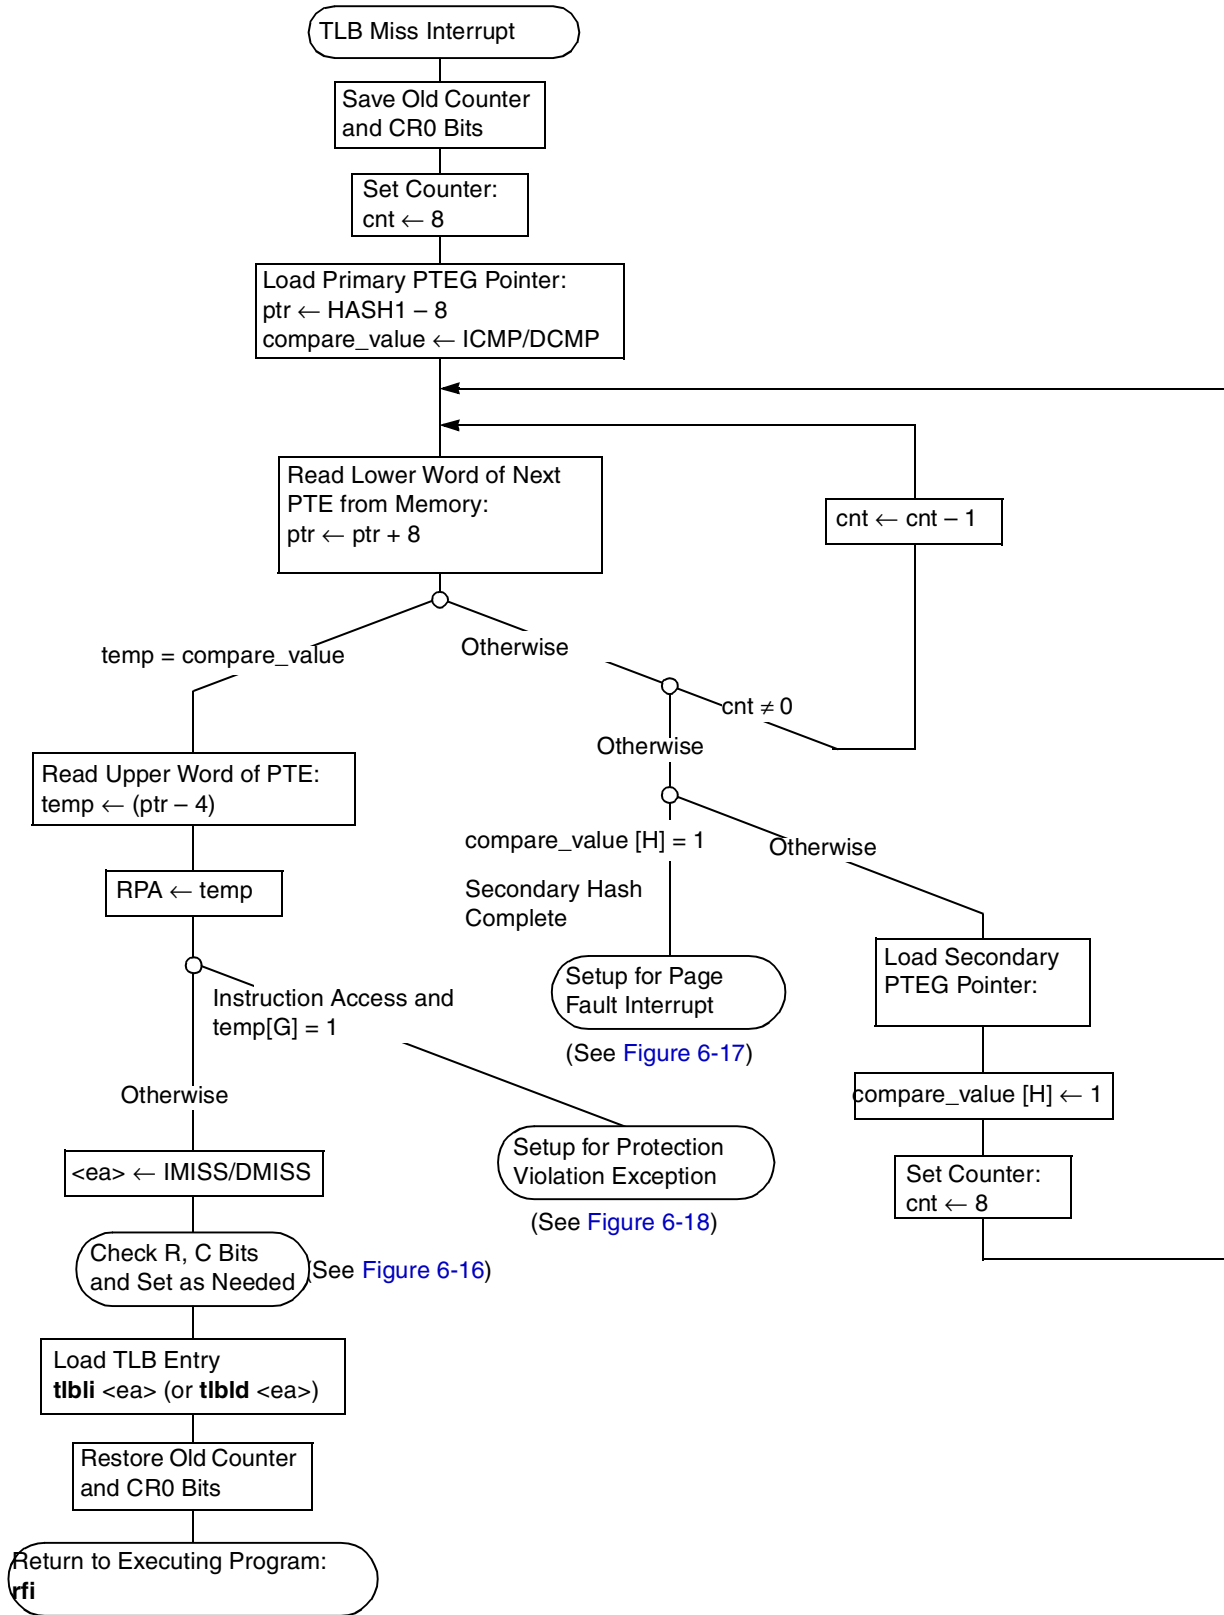 TLB Miss Interrupt
Save Old Counter
and CR0 Bits
Set Counter:
cnt ← 8
Load Primary PTEG Pointer:
ptr ← HASH1 – 8
compare_value ← ICMP/DCMP
Read Lower Word of Next
PTE from Memory:
ptr ← ptr + 8
cnt ← cnt – 1
temp = compare_value
Otherwise
cnt ≠ 0
Otherwise
Read Upper Word of PTE:
temp ← (ptr – 4)
compare_value [H] = 1
Otherwise
Secondary Hash
Complete
RPA ← temp
Setup for Page
Fault Interrupt
(See Figure 6-17)
Load Secondary
PTEG Pointer:
Instruction Access and
temp[G] = 1
compare_value [H] ← 1
Otherwise
Setup for Protection
Violation Exception
(See Figure 6-18)
Set Counter:
cnt ← 8
<ea> ← IMISS/DMISS
Check R, C Bits
and Set as Needed
(See Figure 6-16)
Load TLB Entry
tlbli <ea> (or tlbld <ea>)
Restore Old Counter
and CR0 Bits
Return to Executing Program:
rfi